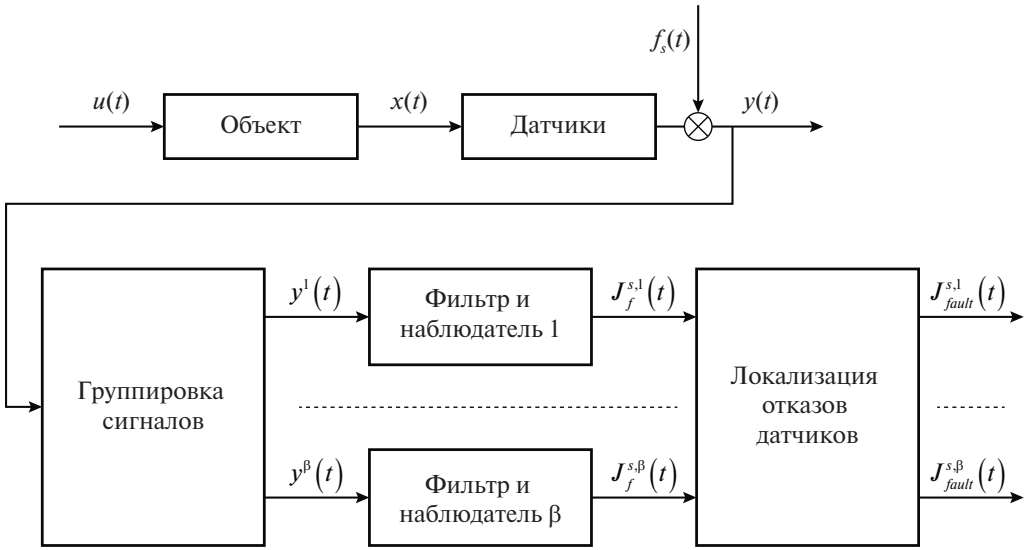 f_s(t)
u(t)
x(t)
y(t)
Объект
Датчики
y^1(t)
Фильтр и
наблюдатель 1
J_f^{s,1}(t)
J_{fault}^{s,1}(t)
Группировка
сигналов
Локализация
отказов
датчиков
y^β(t)
Фильтр и
наблюдатель β
J_f^{s,β}(t)
J_{fault}^{s,β}(t)